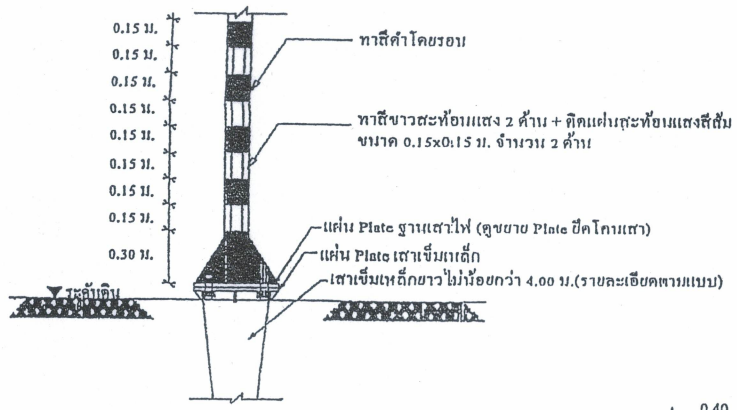 0.15 ม.
0.15 ม.
0.15 ม.
0.15 ม.
0.15 ม.
0.15 ม.
0.15 ม.
0.15 ม.
0.30 ม.
ทาสีดำโดยรอบ
ทาสีขาวสะท้อนแสง 2 ด้าน + ติดแผ่นสะท้อนแสงสีส้ม
ขนาด 0.15x0.15 ม. จำนวน 2 ด้าน
แผ่น Plate ฐานเสาไฟ (ดูขยาย Plate ยึดโคนเสา)
แผ่น Plate เสาเข็มเหล็ก
เสาเข็มเหล็กยาวไม่น้อยกว่า 4.00 ม.(รายละเอียดตามแบบ)
ระดับดิน
0.40